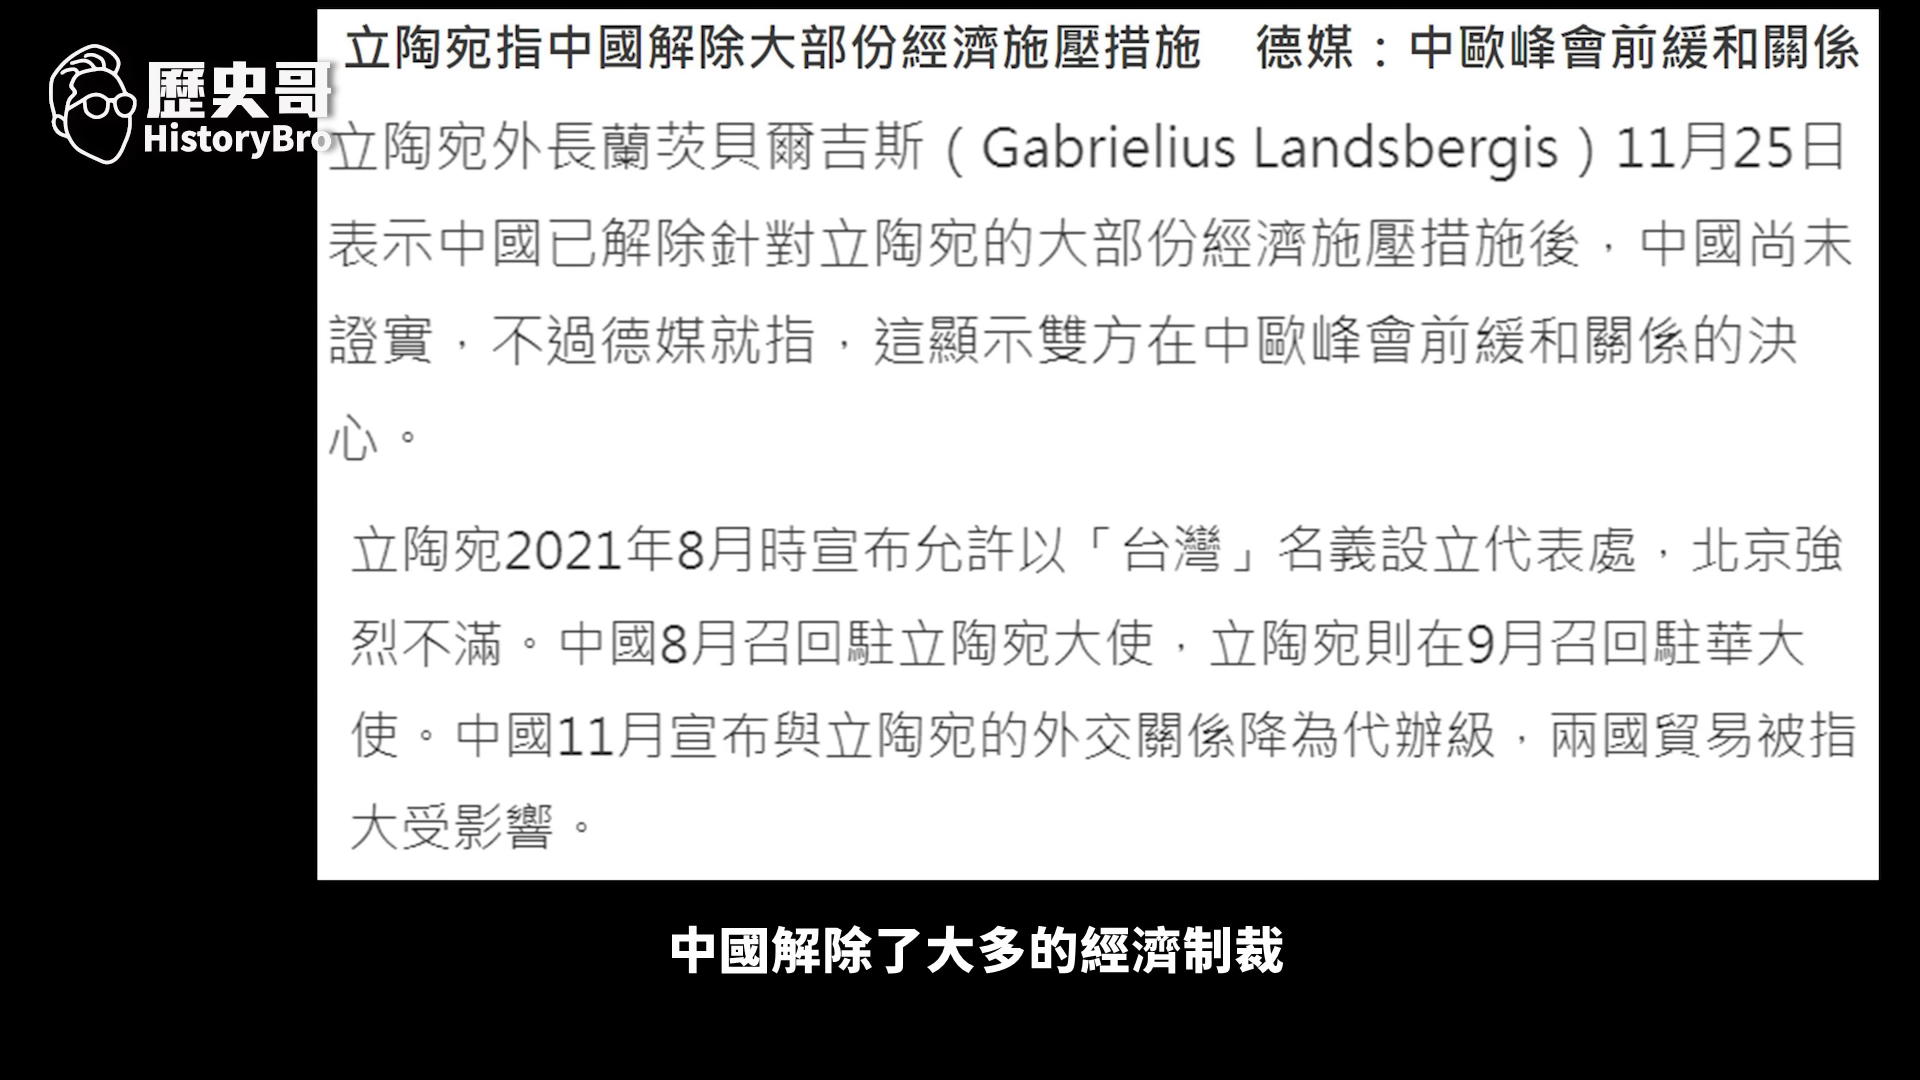 立陶宛指中國解除大部份經濟施壓措施　德媒：中歐峰會前緩和關係
歷史哥
HistoryBro
立陶宛外長蘭茨貝爾吉斯（Gabrielius Landsbergis）11月25日
表示中國已解除針對立陶宛的大部份經濟施壓措施後，中國尚未
證實，不過德媒就指，這顯示雙方在中歐峰會前緩和關係的決
心。
立陶宛2021年8月時宣布允許以「台灣」名義設立代表處，北京強
烈不滿。中國8月召回駐立陶宛大使，立陶宛則在9月召回駐華大
使。中國11月宣布與立陶宛的外交關係降為代辦級，兩國貿易被指
大受影響。
中國解除了大多的經濟制裁